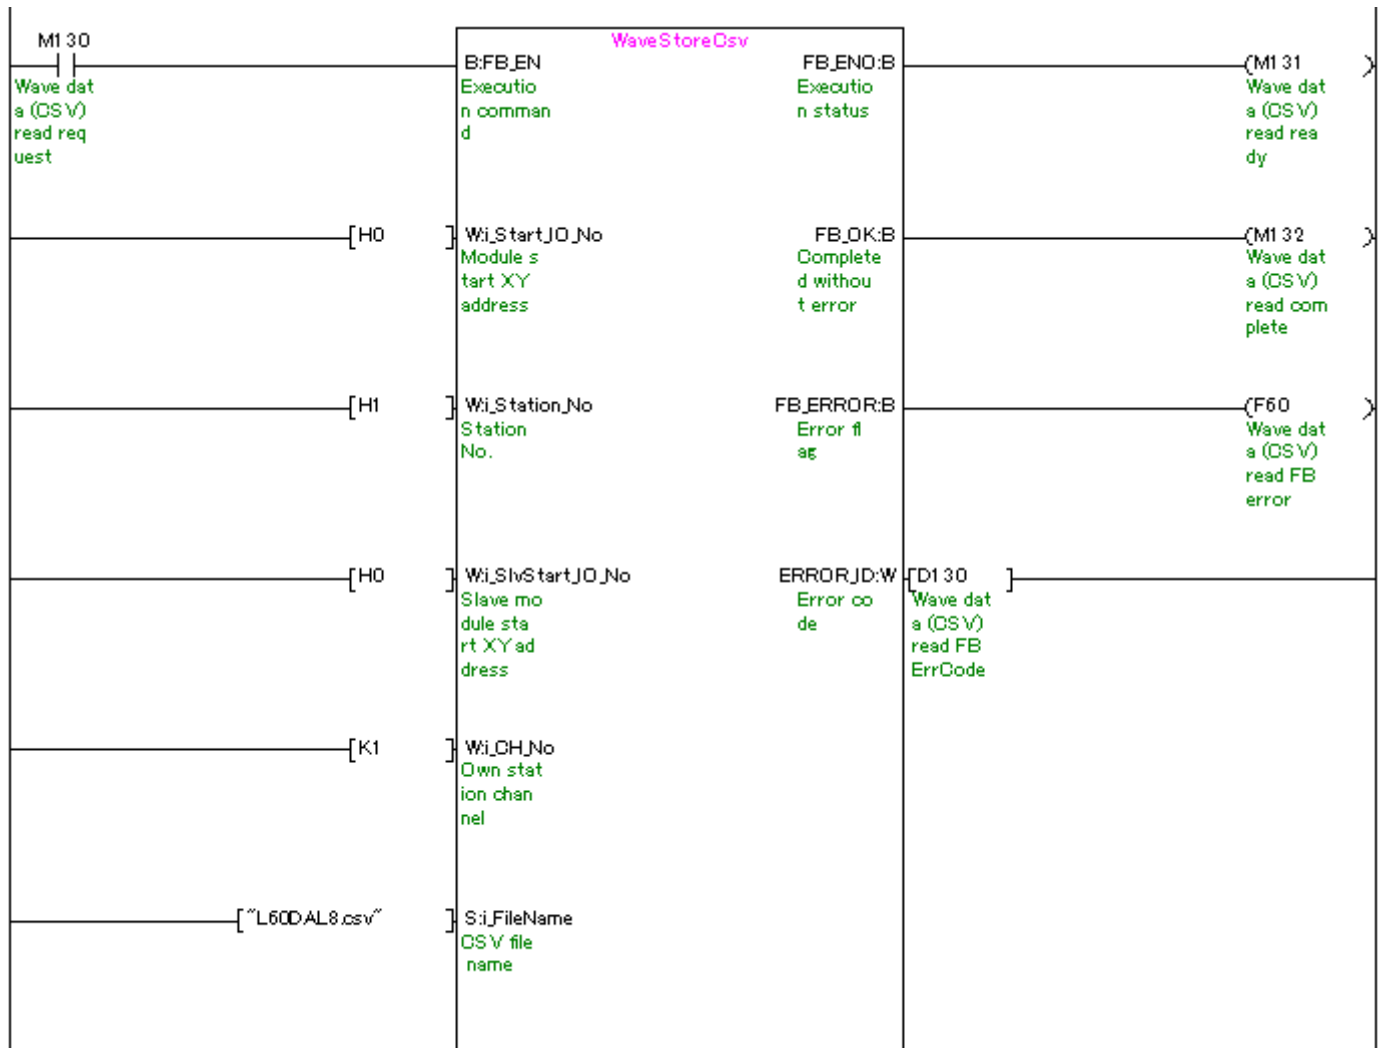 M130
WaveStoreCsv
B:FB_EN
FB_ENO:B
(M131 )
Wave dat
a (CSV)
read req
uest
Executio
n comman
d
Executio
n status
Wave dat
a (CSV)
read rea
dy
[H0 ]
W:i_Start_IO_No
FB_OK:B
(M132 )
Module s
tart XY
address
Complete
d withou
t error
Wave dat
a (CSV)
read com
plete
[H1 ]
W:i_Station_No
FB_ERROR:B
(F60 )
Station
No.
Error fl
ag
Wave dat
a (CSV)
read FB
error
[H0 ]
W:i_SlvStart_IO_No
ERROR_ID:W
[D130 ]
Slave mo
dule sta
rt XY ad
dress
Error co
de
Wave dat
a (CSV)
read FB
ErrCode
[K1 ]
W:i_CH_No
Own stat
ion chan
nel
["L60DAL8.csv" ]
S:i_FileName
CSV file
name